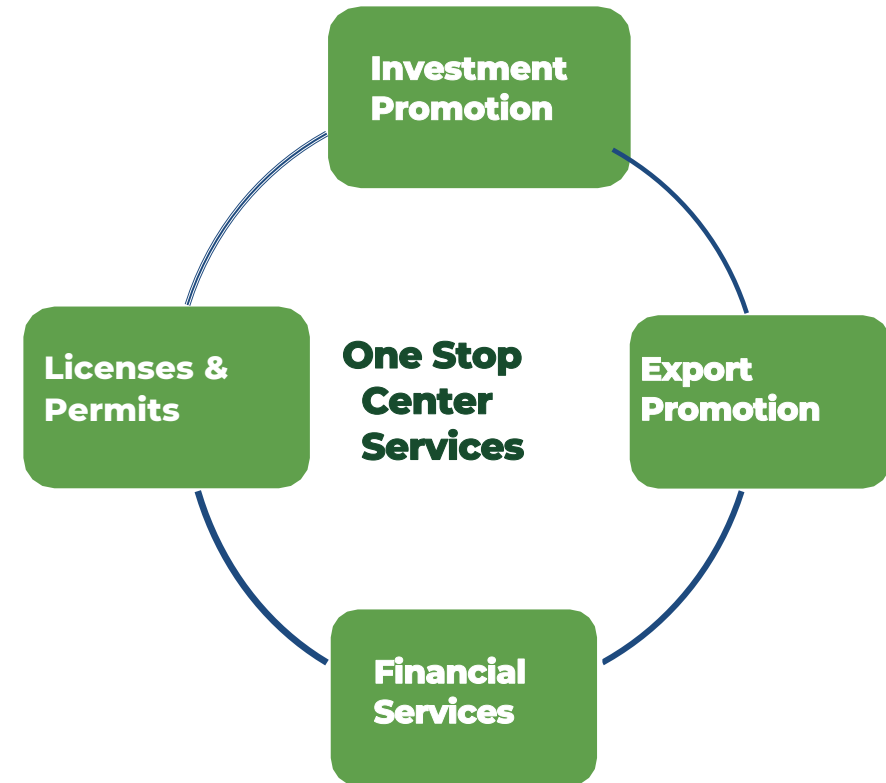 Investment
Promotion
Licenses &
Permits
One Stop
Center
Services
Export
Promotion
Financial
Services